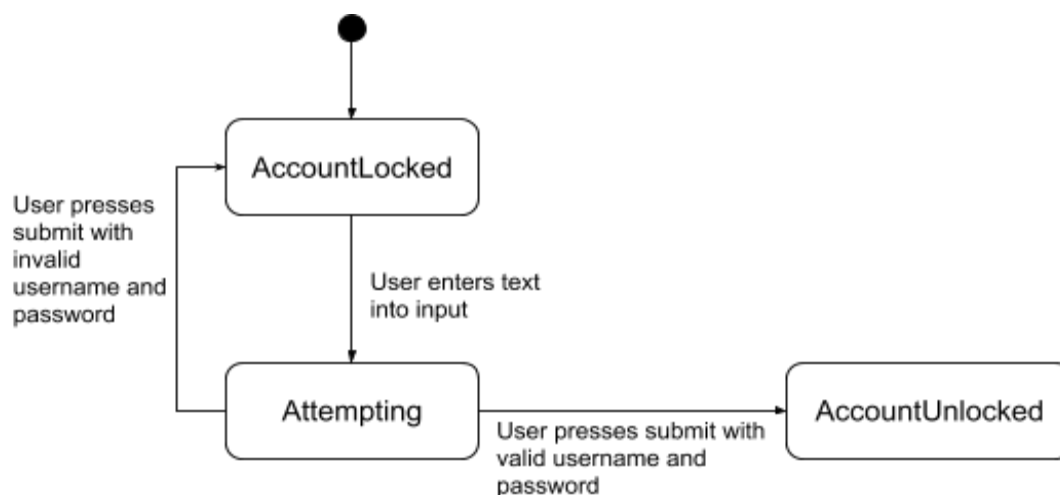 AccountLocked
User presses
submit with
invalid
username and
password
User enters text
into input
Attempting
AccountUnlocked
User presses submit with
valid username and
password